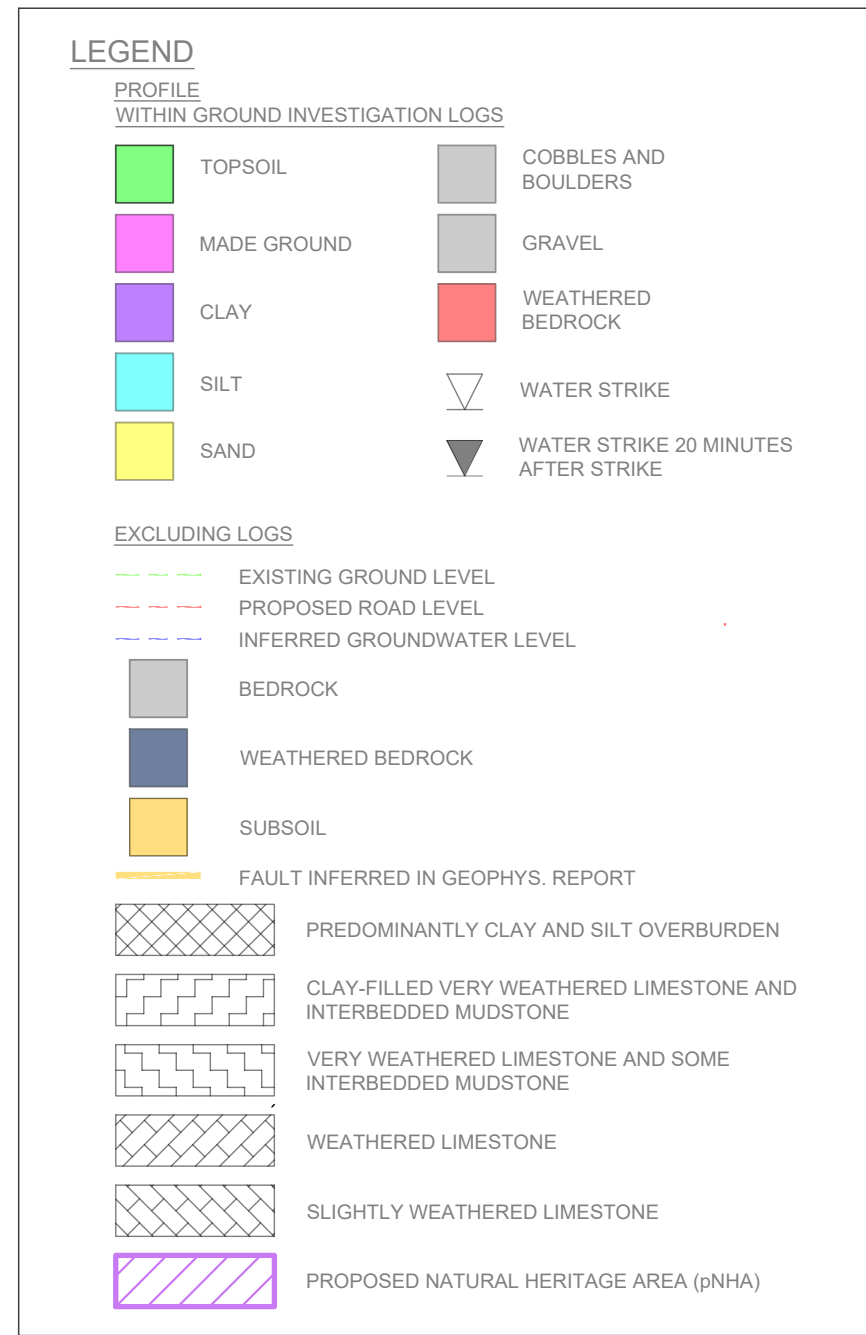 LEGEND
PROFILE
WITHIN GROUND INVESTIGATION LOGS
TOPSOIL
MADE GROUND
CLAY
SILT
SAND
COBBLES AND
BOULDERS
GRAVEL
WEATHERED
BEDROCK
WATER STRIKE
WATER STRIKE 20 MINUTES
AFTER STRIKE
EXCLUDING LOGS
EXISTING GROUND LEVEL
PROPOSED ROAD LEVEL
INFERRED GROUNDWATER LEVEL
BEDROCK
WEATHERED BEDROCK
SUBSOIL
FAULT INFERRED IN GEOPHYS. REPORT
PREDOMINANTLY CLAY AND SILT OVERBURDEN
CLAY-FILLED VERY WEATHERED LIMESTONE AND
INTERBEDDED MUDSTONE
VERY WEATHERED LIMESTONE AND SOME
INTERBEDDED MUDSTONE
WEATHERED LIMESTONE
SLIGHTLY WEATHERED LIMESTONE
PROPOSED NATURAL HERITAGE AREA (pNHA)